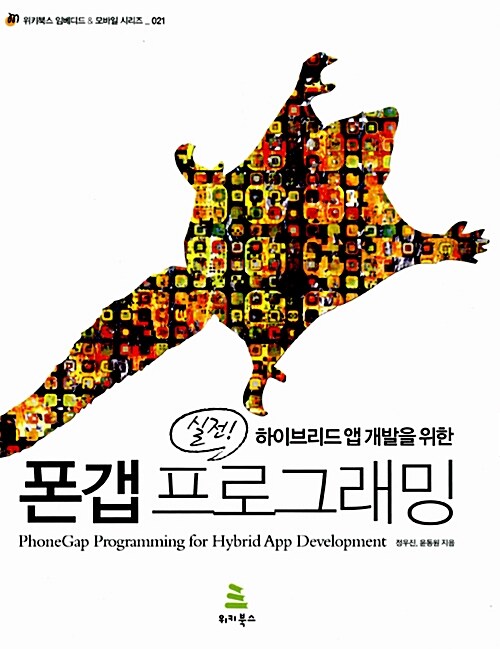 위키북스 임베디드 & 모바일 시리즈 _ 021
실전!
하이브리드 앱 개발을 위한
폰갭 프로그래밍
PhoneGap Programming for Hybrid App Development 정우진, 윤동원 지음
위키북스